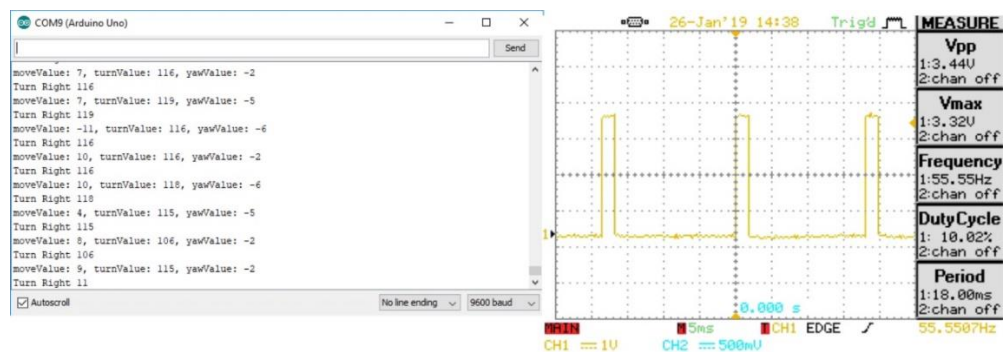 COM9 (Arduino Uno)
Send
moveValue: 7, turnValue: 116, yawValue: -2
Turn Right 116
moveValue: 7, turnValue: 119, yawValue: -5
Turn Right 119
moveValue: -11, turnValue: 116, yawValue: -6
Turn Right 116
moveValue: 10, turnValue: 116, yawValue: -2
Turn Right 116
moveValue: 10, turnValue: 118, yawValue: -6
Turn Right 118
moveValue: 4, turnValue: 115, yawValue: -5
Turn Right 115
moveValue: 8, turnValue: 106, yawValue: -2
Turn Right 106
moveValue: 9, turnValue: 115, yawValue: -2
Turn Right 11
Autoscroll
No line ending
9600 baud
26-Jan'19 14:38 Trig'd
MEASURE
Vpp
1:3.44V
2:chan off
Vmax
1:3.32V
2:chan off
Frequency
1:55.55Hz
2:chan off
DutyCycle
1: 10.02%
2:chan off
Period
1:18.00ms
2:chan off
1
0.000 s
MAIN M 5ms T CH1 EDGE 55.5507Hz
CH1 1V CH2 500mV